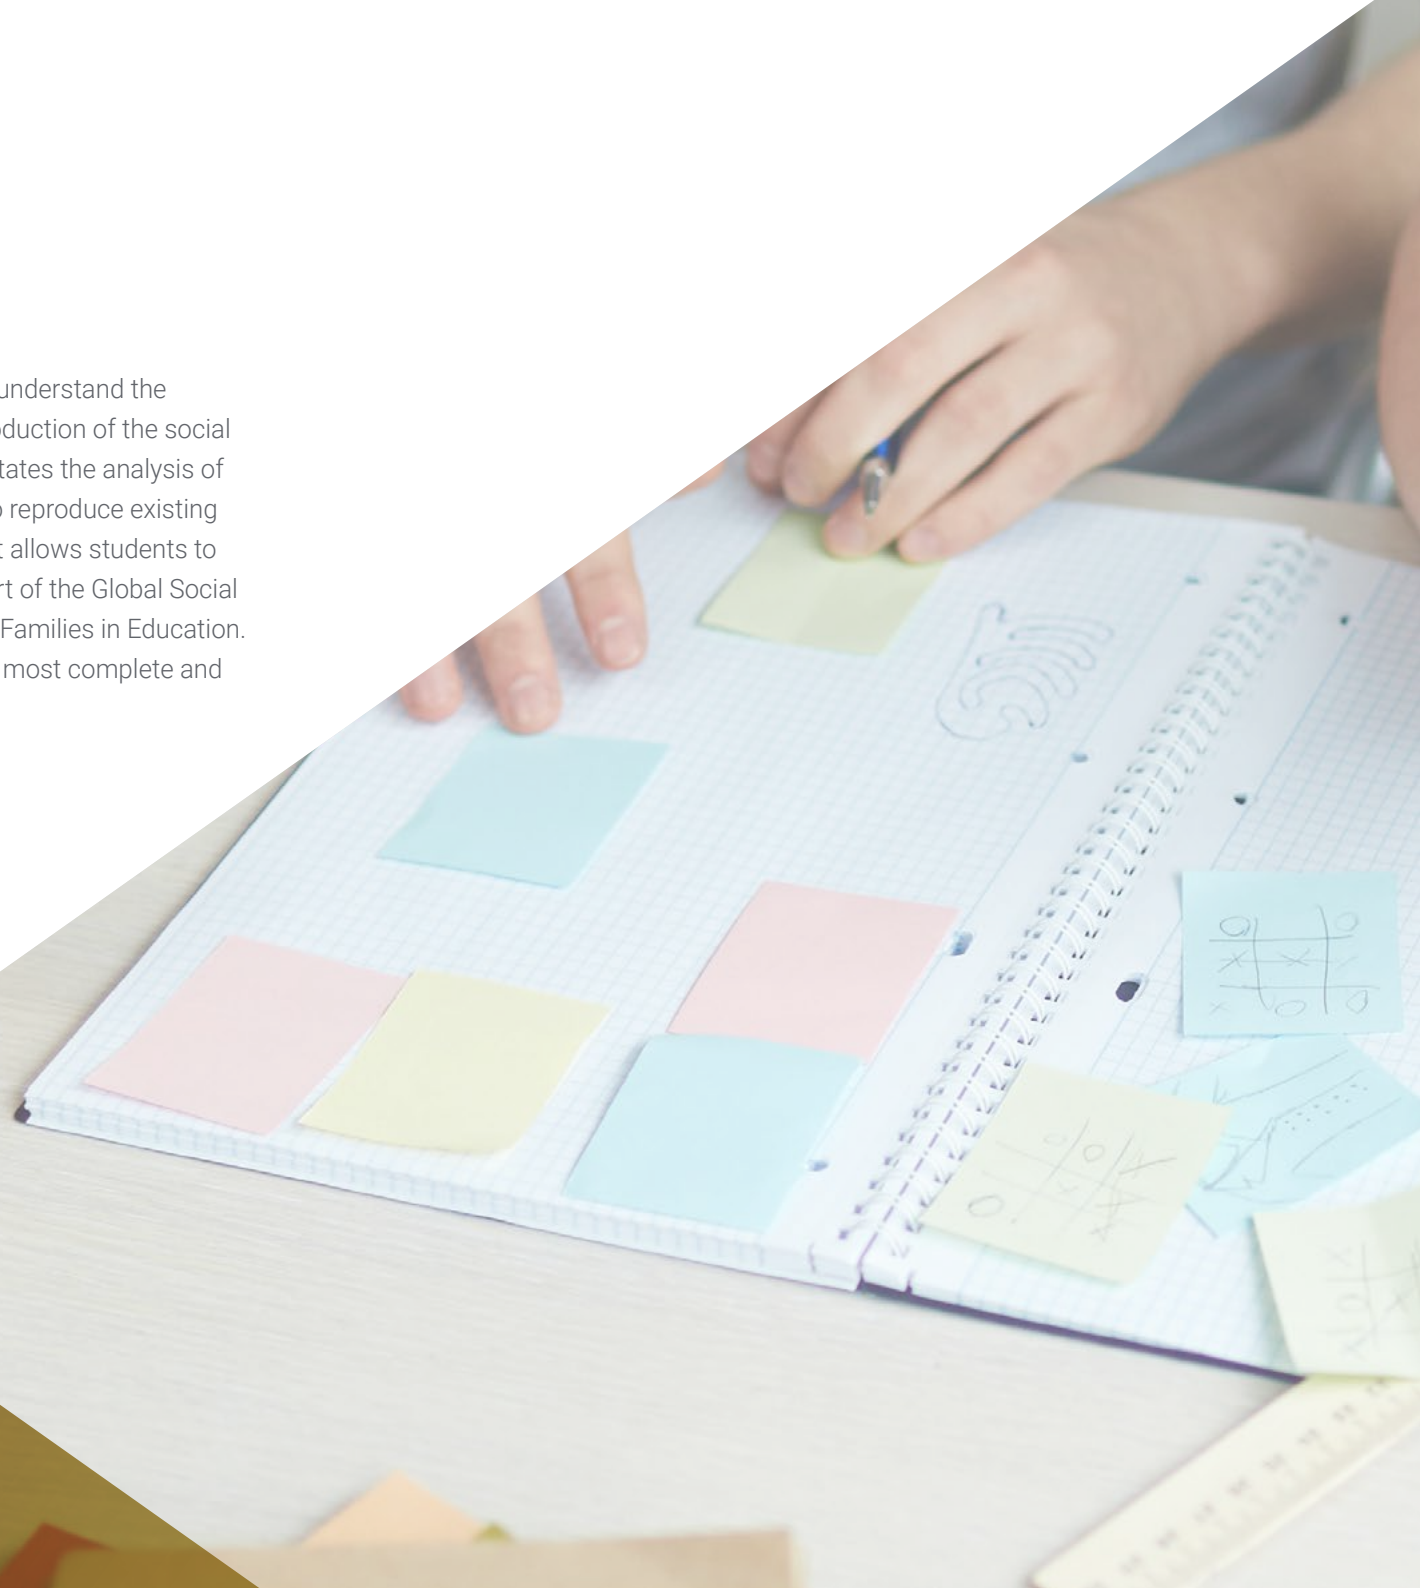 understand the
duction of the social
tates the analysis of
reproduce existing
allows students to
rt of the Global Social
Families in Education.
most complete and